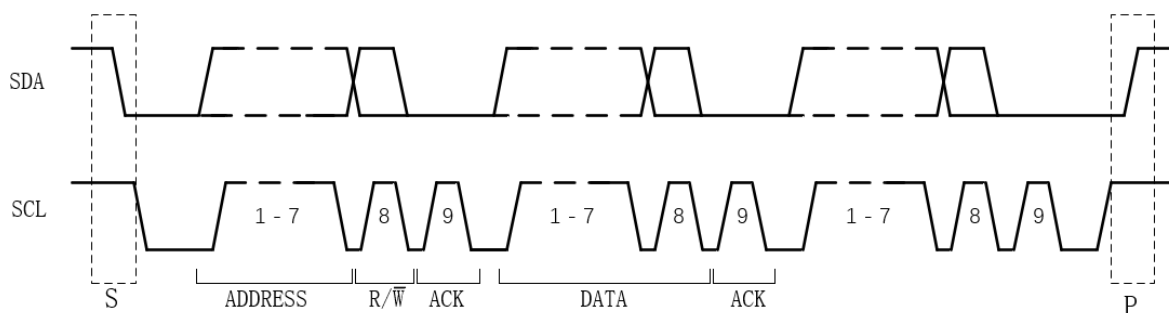 SDA
SCL
1-7 8 9 1-7 8 9 1-7 8 9
S ADDRESS R/W̅ ACK DATA ACK P